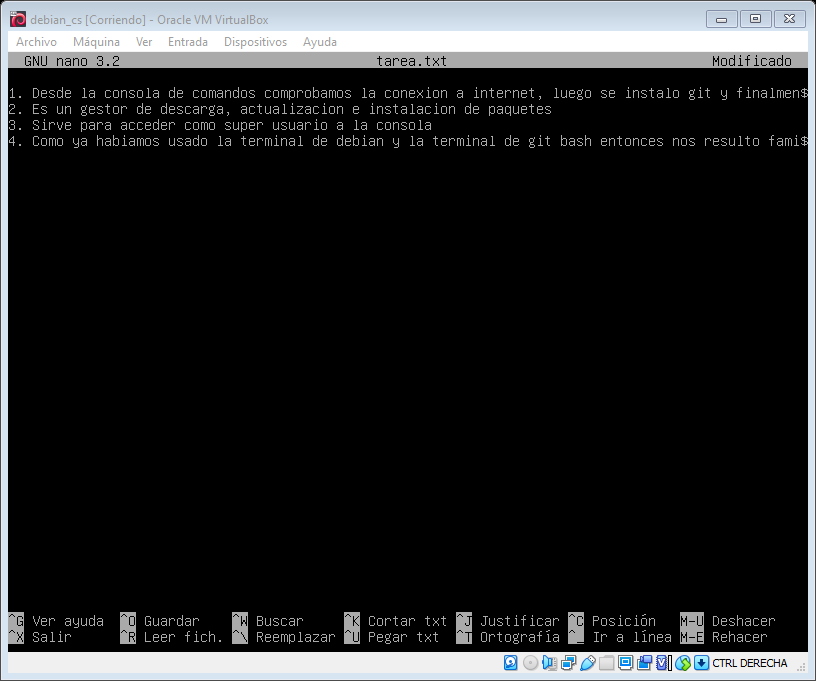 debian_cs [Corriendo] - Oracle VM VirtualBox
Archivo Máquina Ver Entrada Dispositivos Ayuda
GNU nano 3.2 tarea.txt Modificado
1. Desde la consola de comandos comprobamos la conexion a internet, luego se instalo git y finalmen$
2. Es un gestor de descarga, actualizacion e instalacion de paquetes
3. Sirve para acceder como super usuario a la consola
4. Como ya habiamos usado la terminal de debian y la terminal de git bash entonces nos resulto fami$
^G Ver ayuda ^O Guardar ^W Buscar ^K Cortar txt ^J Justificar ^C Posición M-U Deshacer
^X Salir ^R Leer fich. ^\ Reemplazar ^U Pegar txt ^T Ortografía ^_ Ir a línea M-E Rehacer
CTRL DERECHA